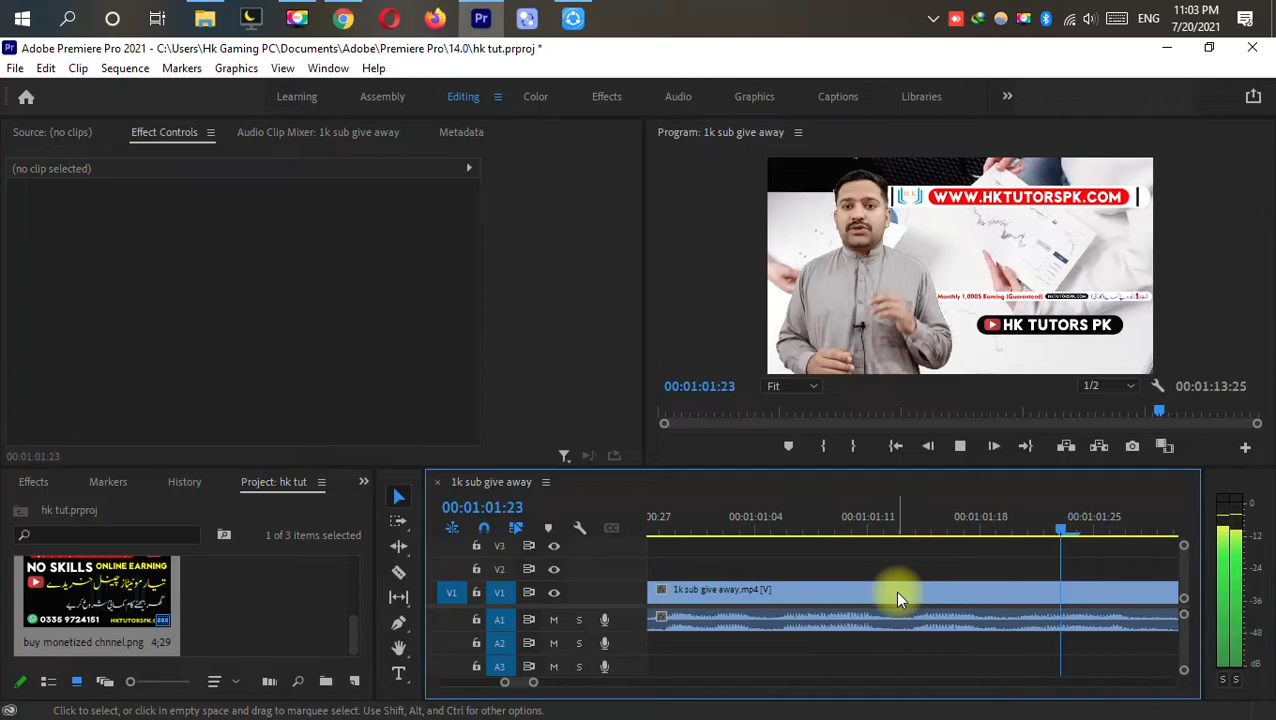 11:03 PM
ENG
7/20/2021
Adobe Premiere Pro 2021 - C:\Users\Hk Gaming PC\Documents\Adobe\Premiere Pro\14.0\hk tut.prproj *
File Edit Clip Sequence Markers Graphics View Window Help
Learning Assembly Editing Color Effects Audio Graphics Captions Libraries
Source: (no clips) Effect Controls Audio Clip Mixer: 1k sub give away Metadata
Program: 1k sub give away
(no clip selected)
WWW.HKTUTORSPK.COM
Monthly 1,000$ Earning (Guaranteed) HKTUTORSPK.COM
HK TUTORS PK
00:01:01:23 Fit 1/2 00:01:13:25
00:01:01:23
Effects Markers History Project: hk tut
1k sub give away
hk tut.prproj
00:01:01:23
:00:27 00:01:01:04 00:01:01:11 00:01:01:18 00:01:01:25
1 of 3 items selected
V3
V2
V1 V1 1k sub give away.mp4 [V]
A1 M S
A2 M S
A3 M S
NO SKILLS ONLINE EARNING
0335 9724151 HKTUTORSPK.COM
buy monetized chnnel.png 4;29
0
-12
-24
-36
-48
dB
S S
Click to select, or click in empty space and drag to marquee select. Use Shift, Alt, and Ctrl for other options.